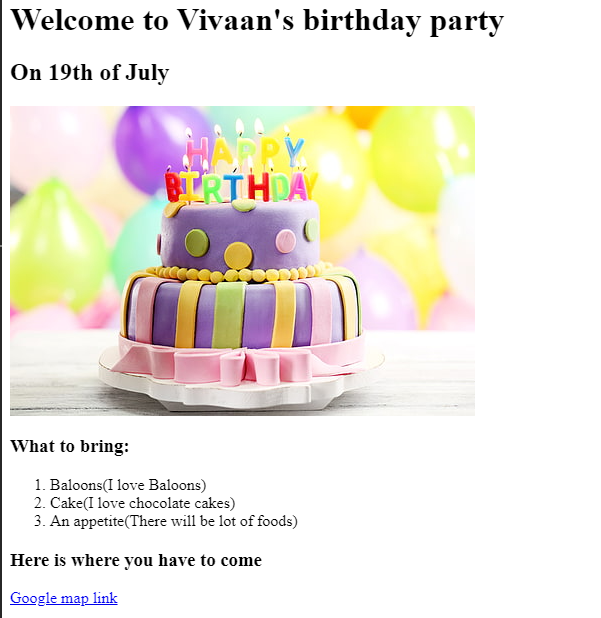 Welcome to Vivaan's birthday party
On 19th of July
HAPPY
BIRTHDAY
What to bring:
1. Baloons(I love Baloons)
2. Cake(I love chocolate cakes)
3. An appetite(There will be lot of foods)
Here is where you have to come
Google map link